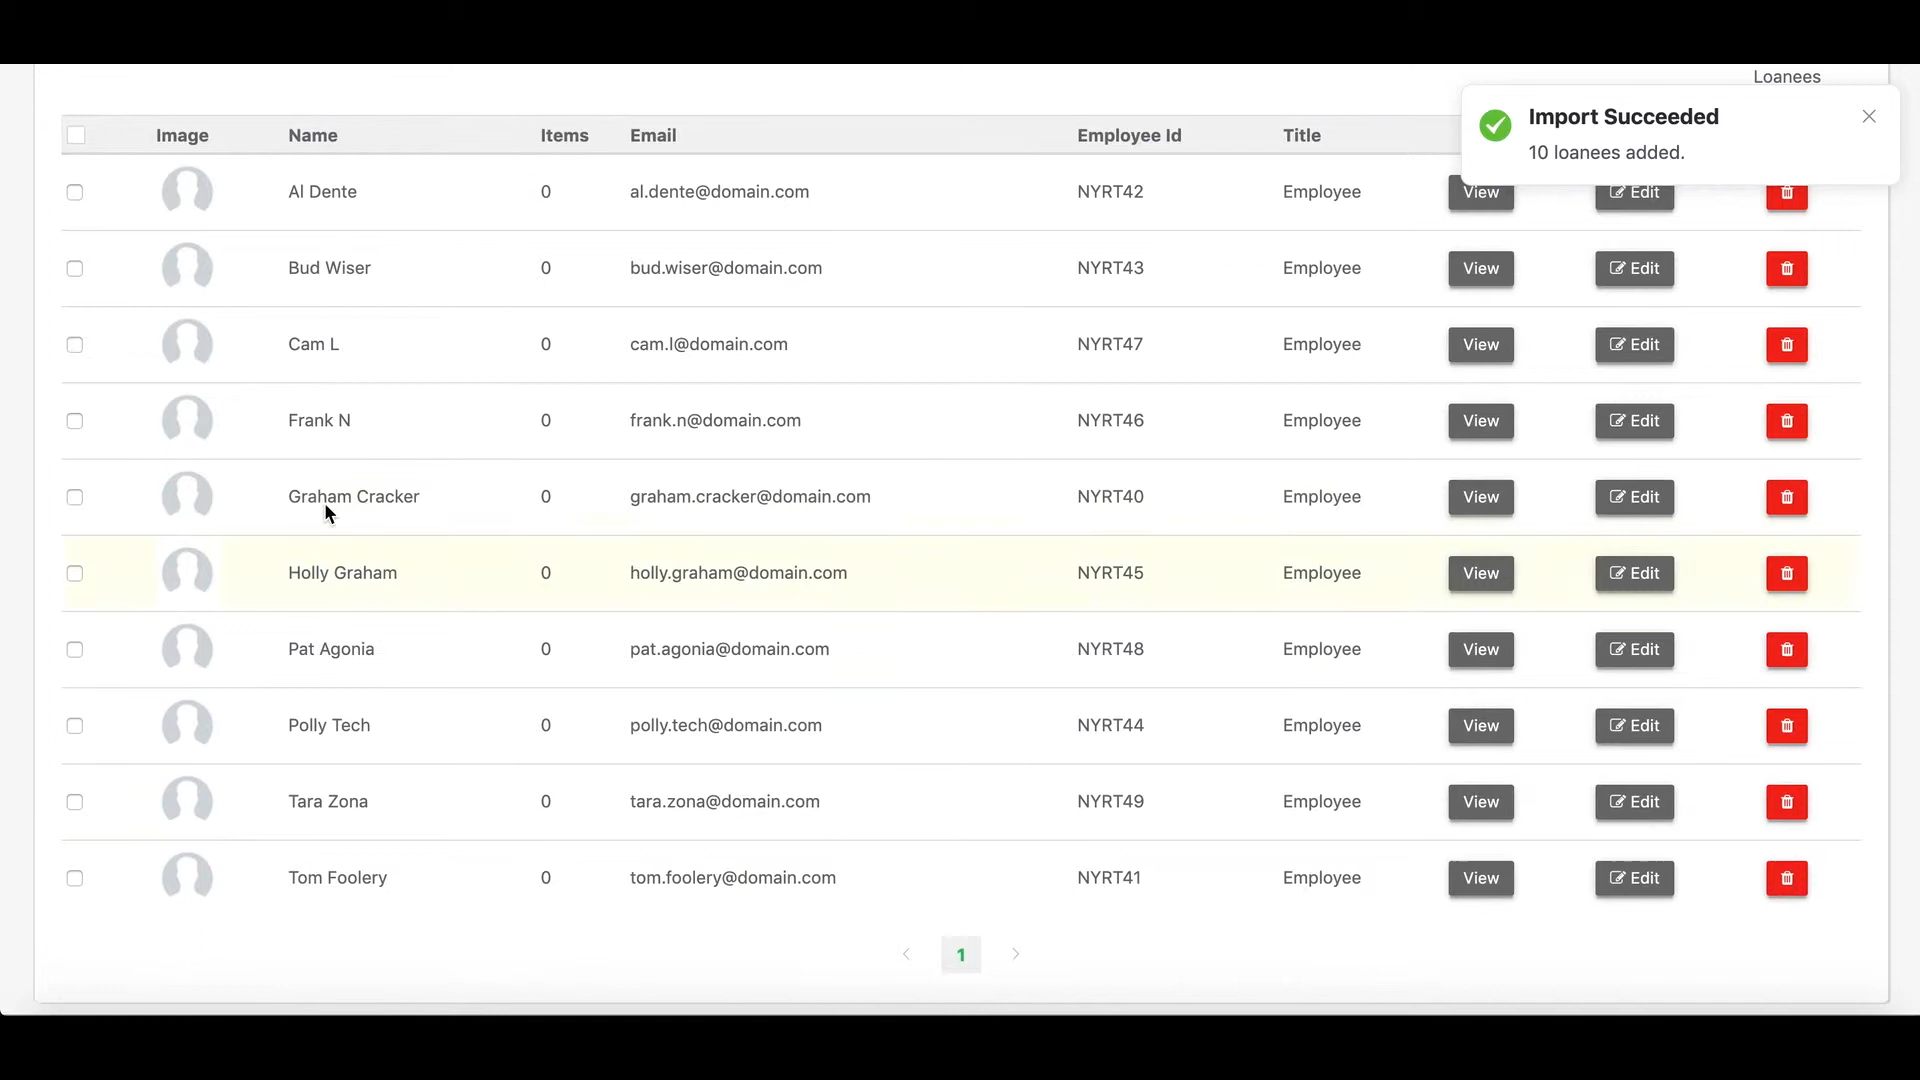 Loanees
Import Succeeded
10 loanees added.
Image Name Items Email Employee Id Title
Al Dente 0 al.dente@domain.com NYRT42 Employee View Edit
Bud Wiser 0 bud.wiser@domain.com NYRT43 Employee View Edit
Cam L 0 cam.l@domain.com NYRT47 Employee View Edit
Frank N 0 frank.n@domain.com NYRT46 Employee View Edit
Graham Cracker 0 graham.cracker@domain.com NYRT40 Employee View Edit
Holly Graham 0 holly.graham@domain.com NYRT45 Employee View Edit
Pat Agonia 0 pat.agonia@domain.com NYRT48 Employee View Edit
Polly Tech 0 polly.tech@domain.com NYRT44 Employee View Edit
Tara Zona 0 tara.zona@domain.com NYRT49 Employee View Edit
Tom Foolery 0 tom.foolery@domain.com NYRT41 Employee View Edit
1